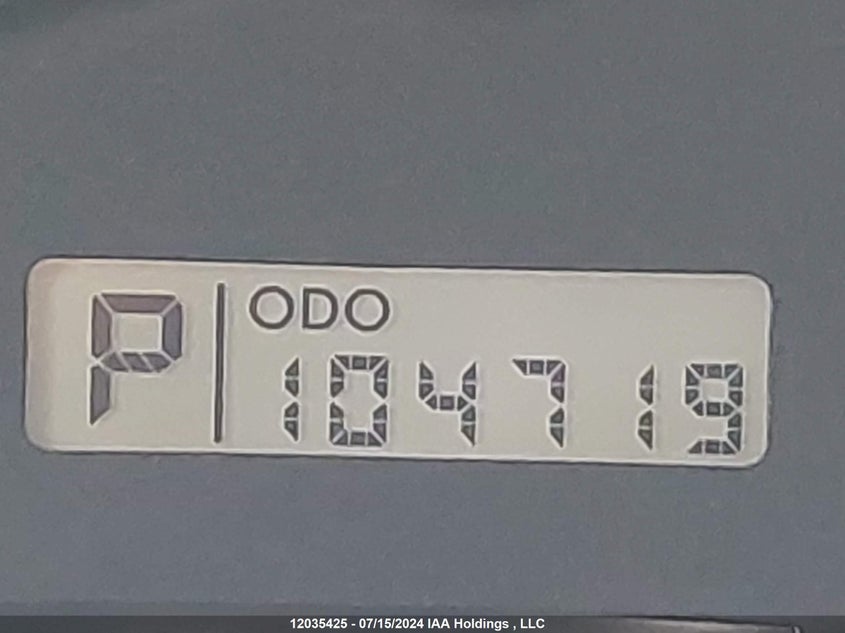 P
ODO
104719
12035425 - 07/15/2024 IAA Holdings , LLC